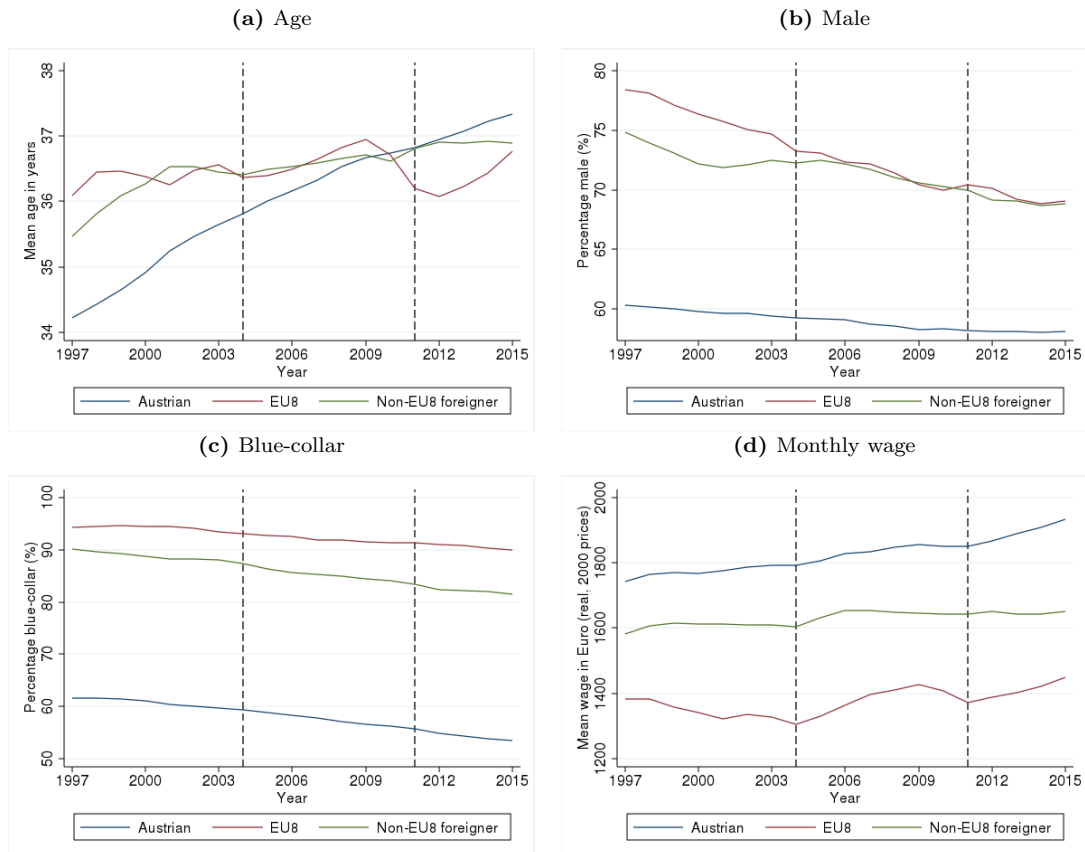 (a) Age
(b) Male
Mean age in years
38
37
36
35
34
1997 2000 2003 2006 2009 2012 2015
Year
Austrian EU8 Non-EU8 foreigner
Percentage male (%)
80
75
70
65
60
1997 2000 2003 2006 2009 2012 2015
Year
Austrian EU8 Non-EU8 foreigner
(c) Blue-collar
(d) Monthly wage
Percentage blue-collar (%)
100
90
80
70
60
50
1997 2000 2003 2006 2009 2012 2015
Year
Austrian EU8 Non-EU8 foreigner
Mean wage in Euro (real, 2000 prices)
2000
1800
1600
1400
1200
1997 2000 2003 2006 2009 2012 2015
Year
Austrian EU8 Non-EU8 foreigner